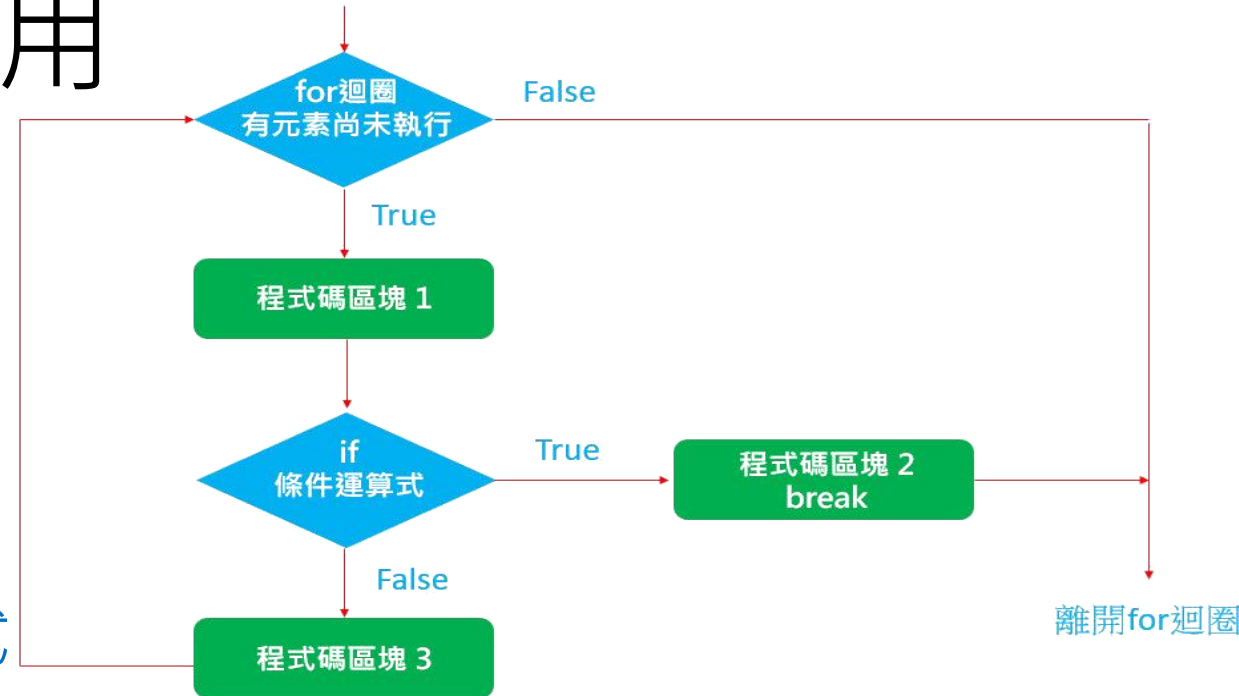 用
for迴圈
有元素尚未執行
False
True
程式碼區塊 1
if
條件運算式
True
程式碼區塊 2
break
False
離開for迴圈
程式碼區塊 3